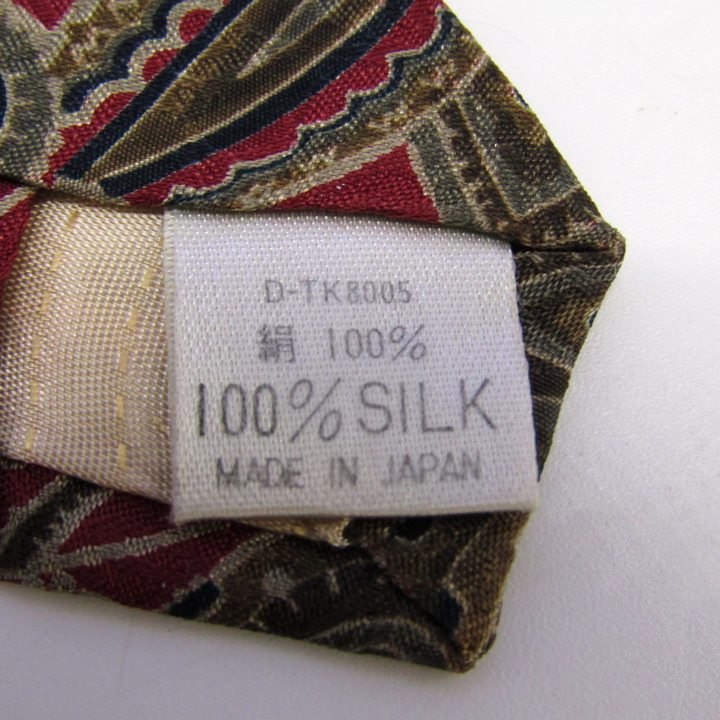 D-TK8005
絹 100%
100% SILK
MADE IN JAPAN